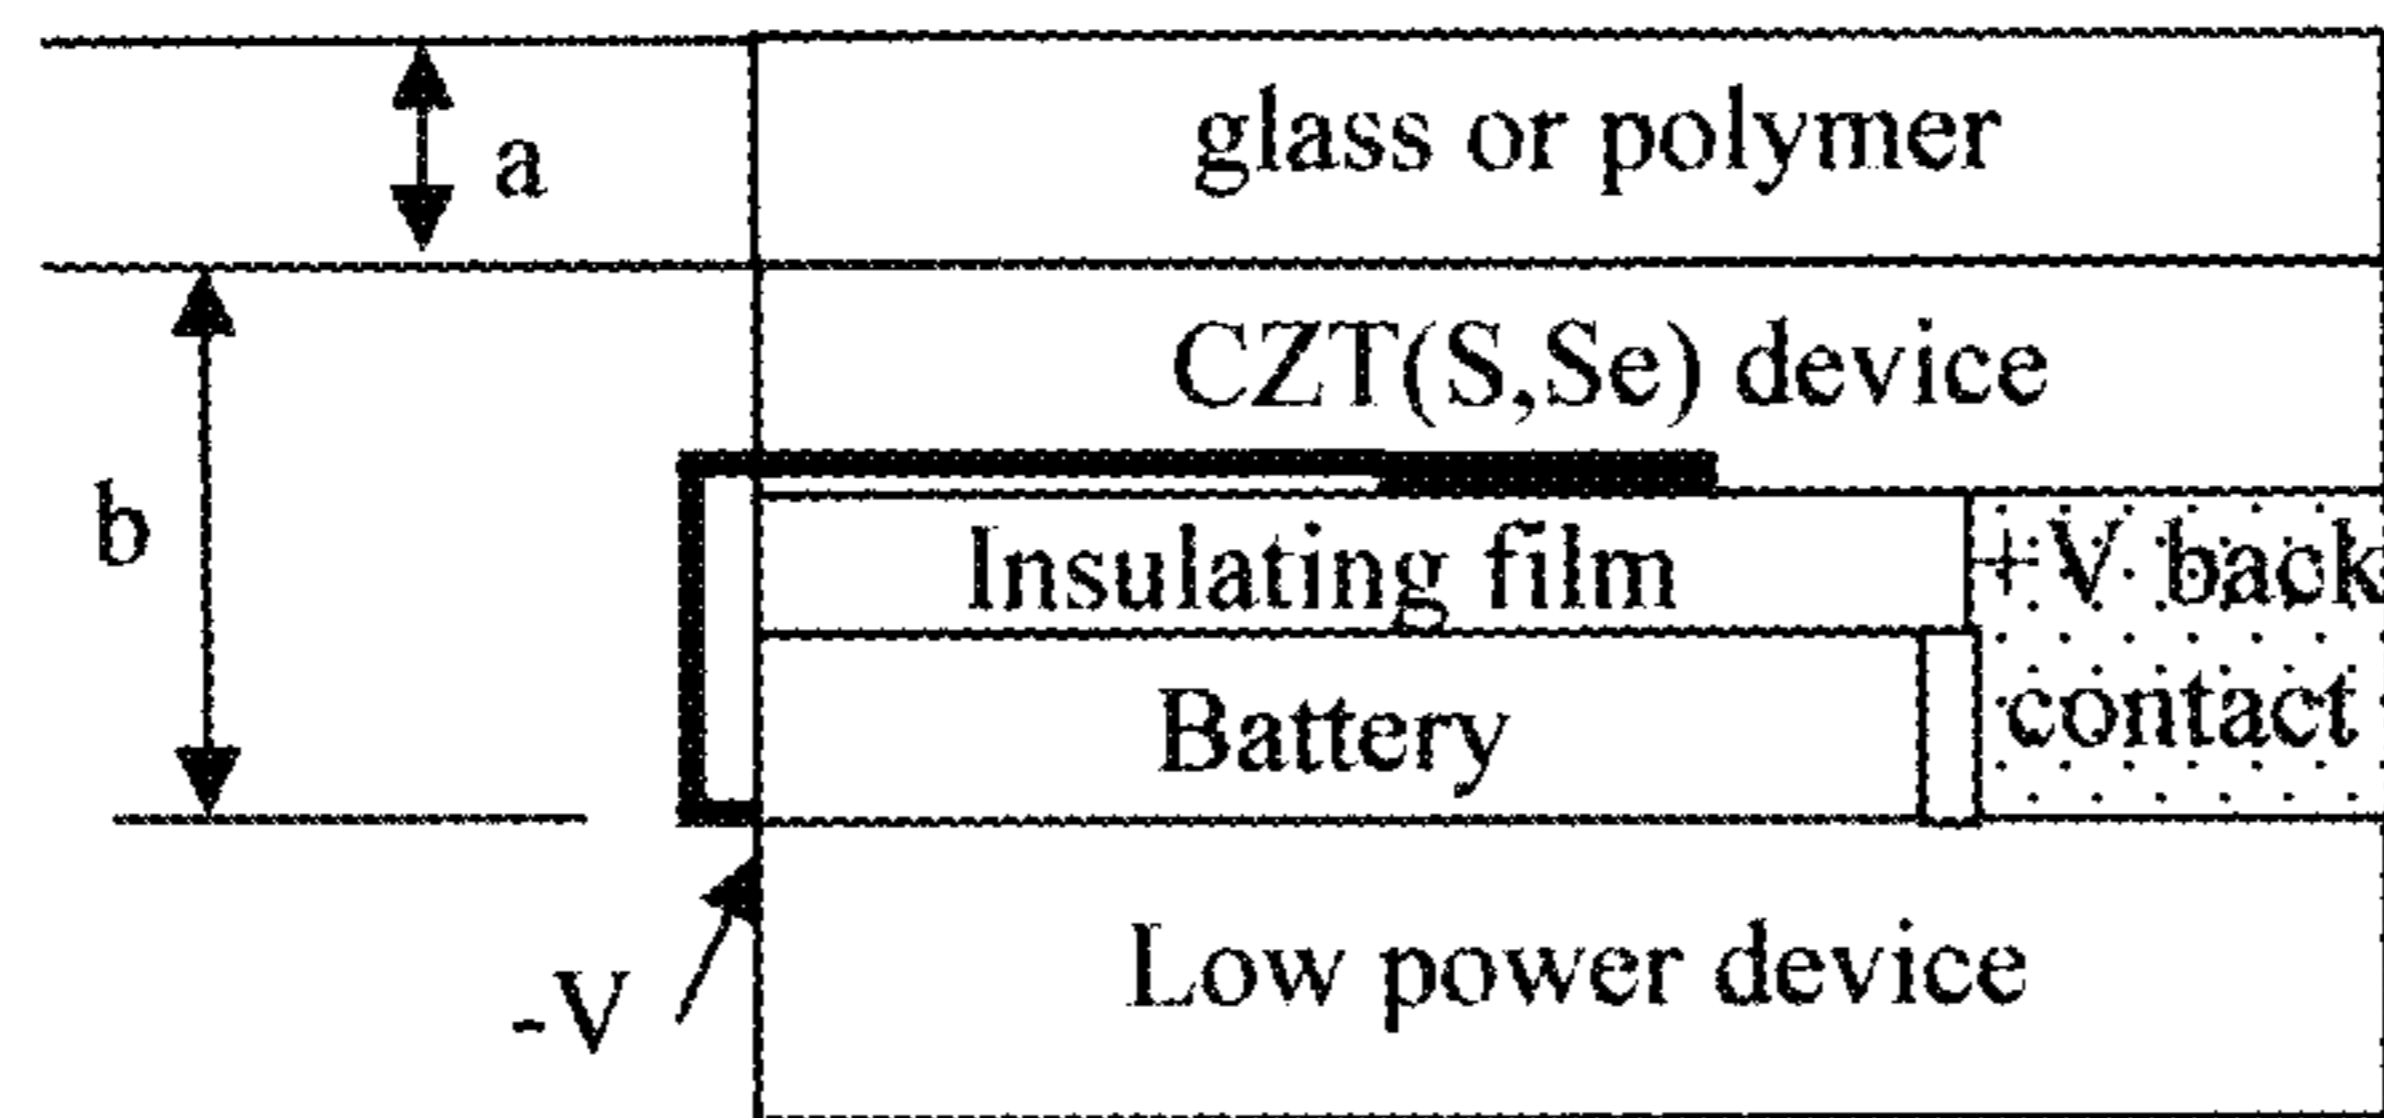 glass or polymer
a
CZT(S,Se) device
b
Insulating film
+V back
contact
Battery
-V
Low power device